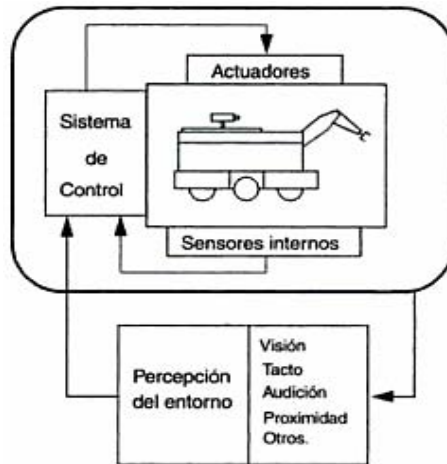 Actuadores
Sistema
de
Control
Sensores internos
Percepción
del entorno
Visión
Tacto
Audición
Proximidad
Otros.